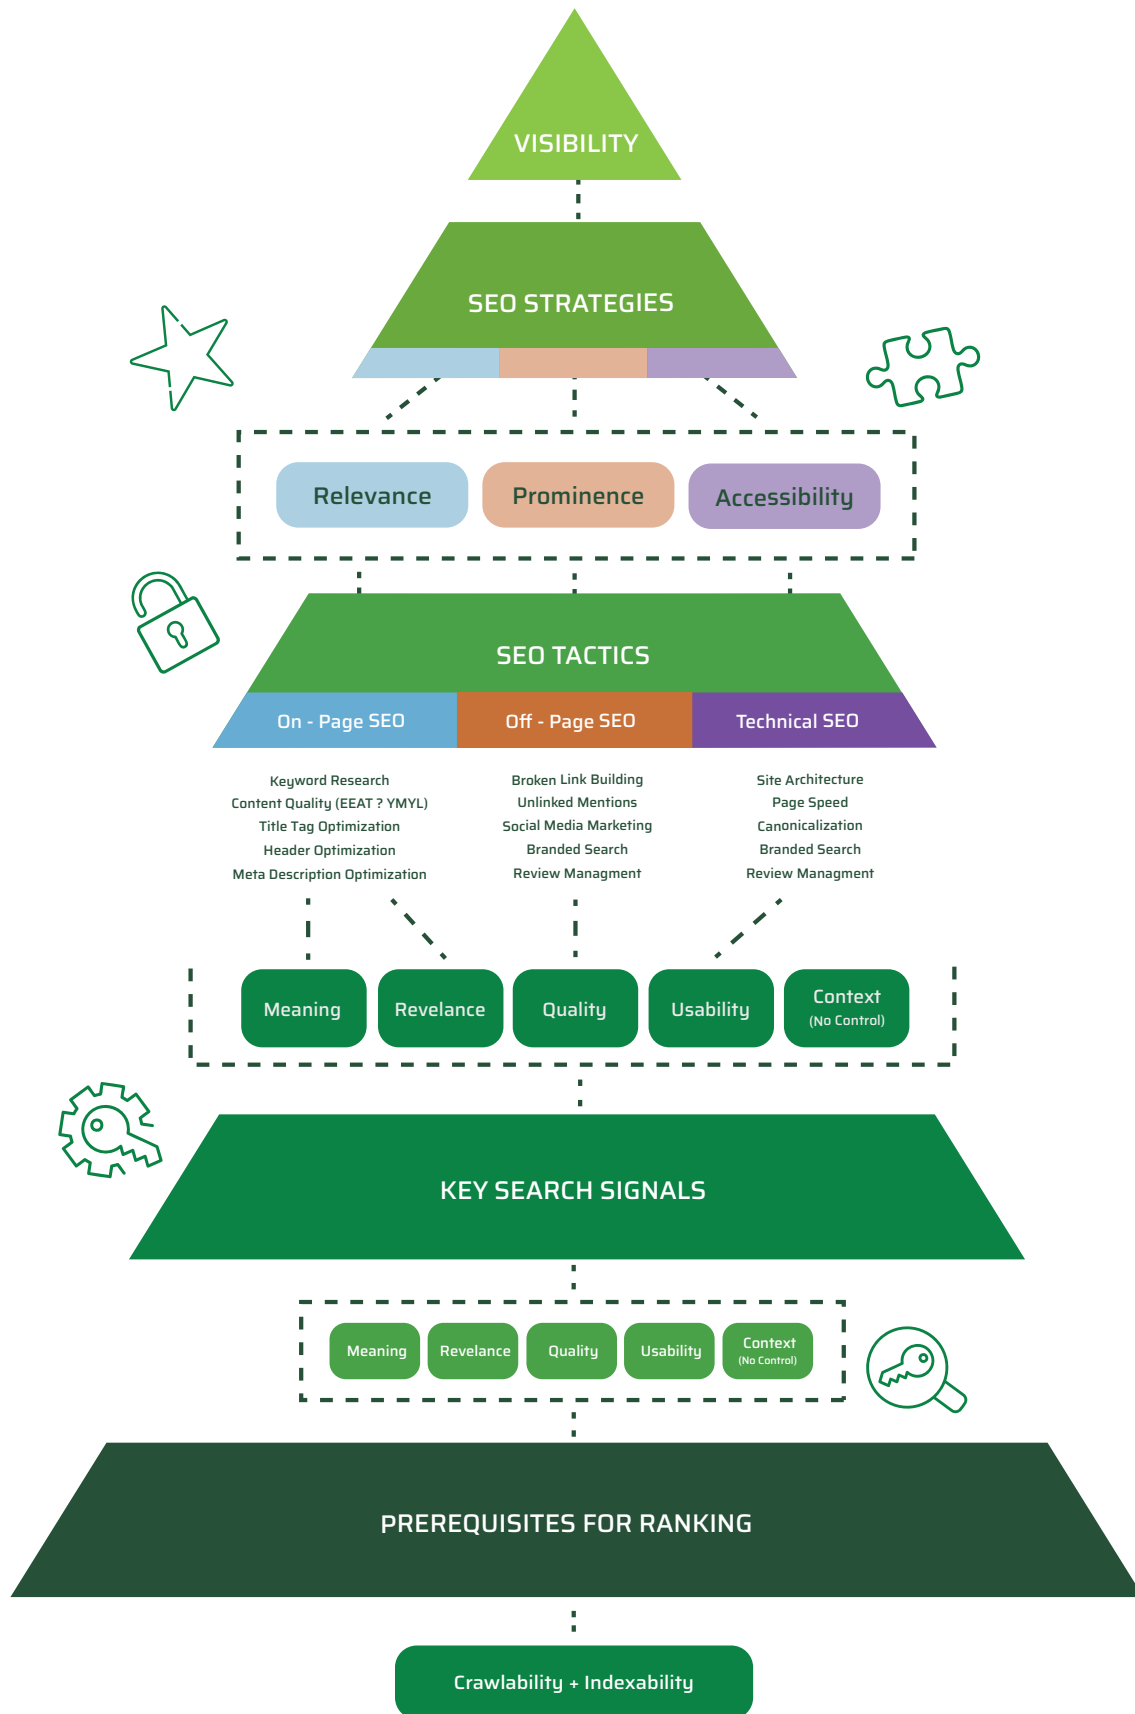 VISIBILITY
SEO STRATEGIES
Relevance
Prominence
Accessibility
SEO TACTICS
On - Page SEO
Off - Page SEO
Technical SEO
Keyword Research
Content Quality (EEAT ? YMYL)
Title Tag Optimization
Header Optimization
Meta Description Optimization
Broken Link Building
Unlinked Mentions
Social Media Marketing
Branded Search
Review Managment
Site Architecture
Page Speed
Canonicalization
Branded Search
Review Managment
Meaning
Revelance
Quality
Usability
Context
(No Control)
KEY SEARCH SIGNALS
Meaning
Revelance
Quality
Usability
Context
(No Control)
PREREQUISITES FOR RANKING
Crawlability + Indexability